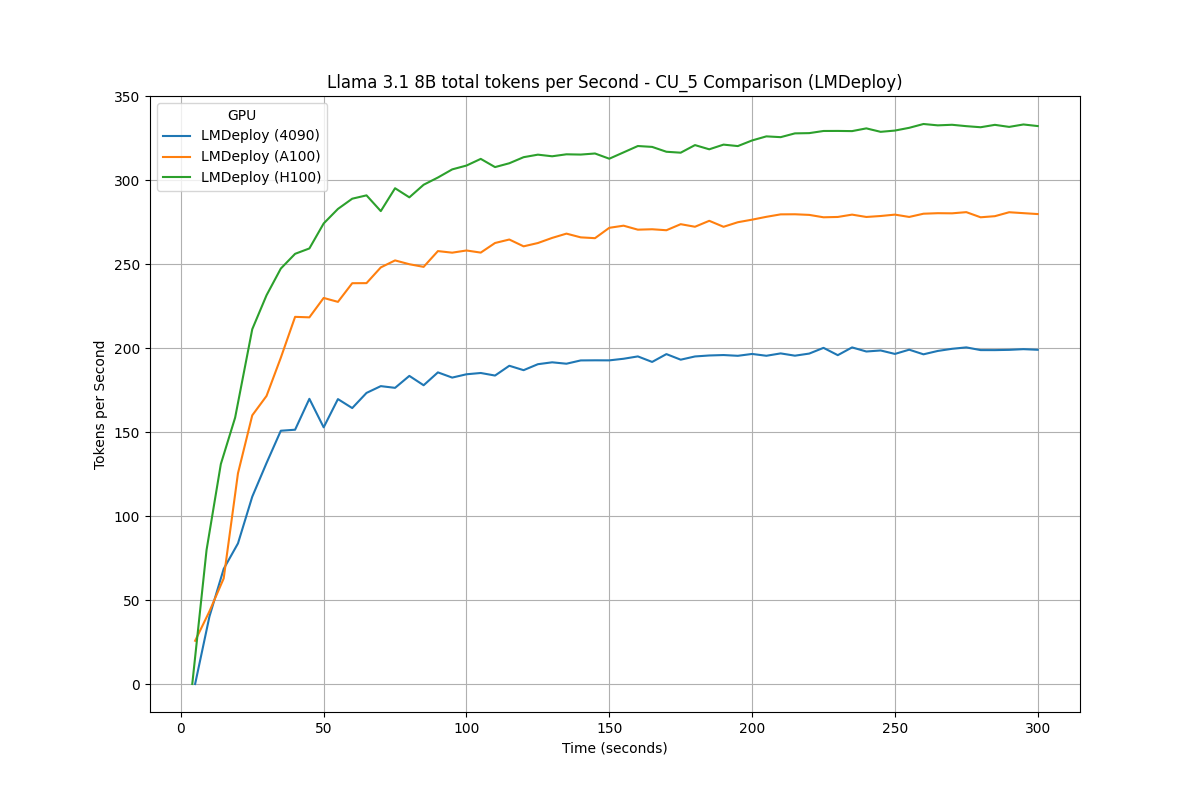 Llama 3.1 8B total tokens per Second - CU_5 Comparison (LMDeploy)
GPU
LMDeploy (4090)
LMDeploy (A100)
LMDeploy (H100)
Tokens per Second
350
300
250
200
150
100
50
0
0 50 100 150 200 250 300
Time (seconds)